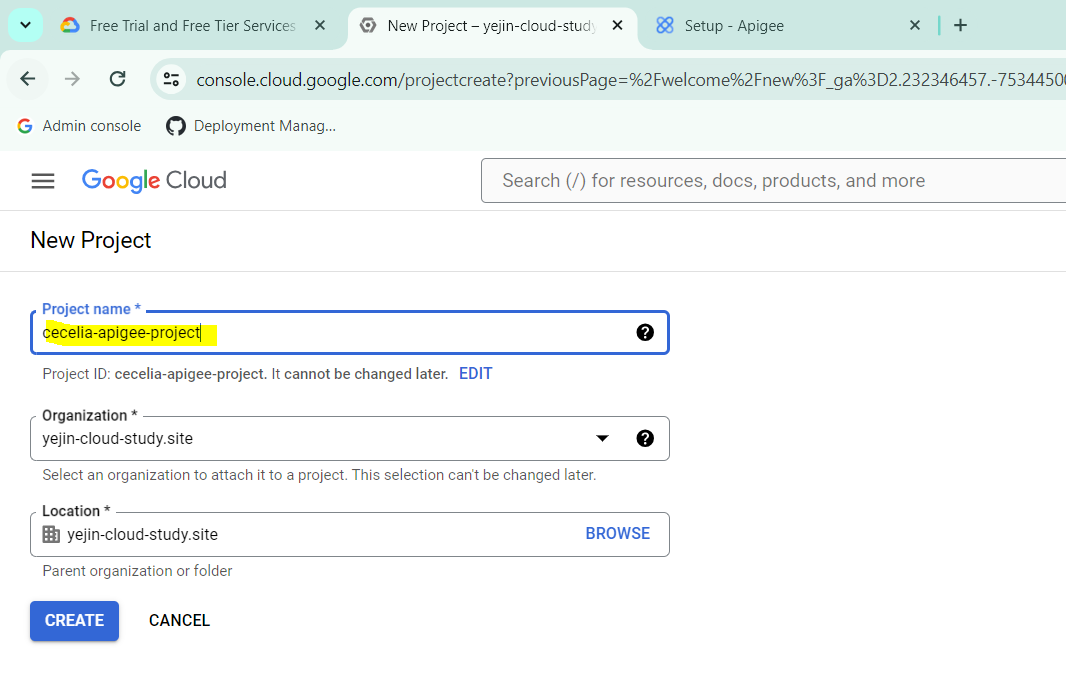 Free Trial and Free Tier Services
New Project – yejin-cloud-study
Setup - Apigee
console.cloud.google.com/projectcreate?previousPage=%2Fwelcome%2Fnew%3F_ga%3D2.232346457.-75344500
Admin console
Deployment Manag...
Google Cloud
Search (/) for resources, docs, products, and more
New Project
Project name *
cecelia-apigee-project
Project ID: cecelia-apigee-project. It cannot be changed later. EDIT
Organization *
yejin-cloud-study.site
Select an organization to attach it to a project. This selection can't be changed later.
Location *
yejin-cloud-study.site
BROWSE
Parent organization or folder
CREATE
CANCEL